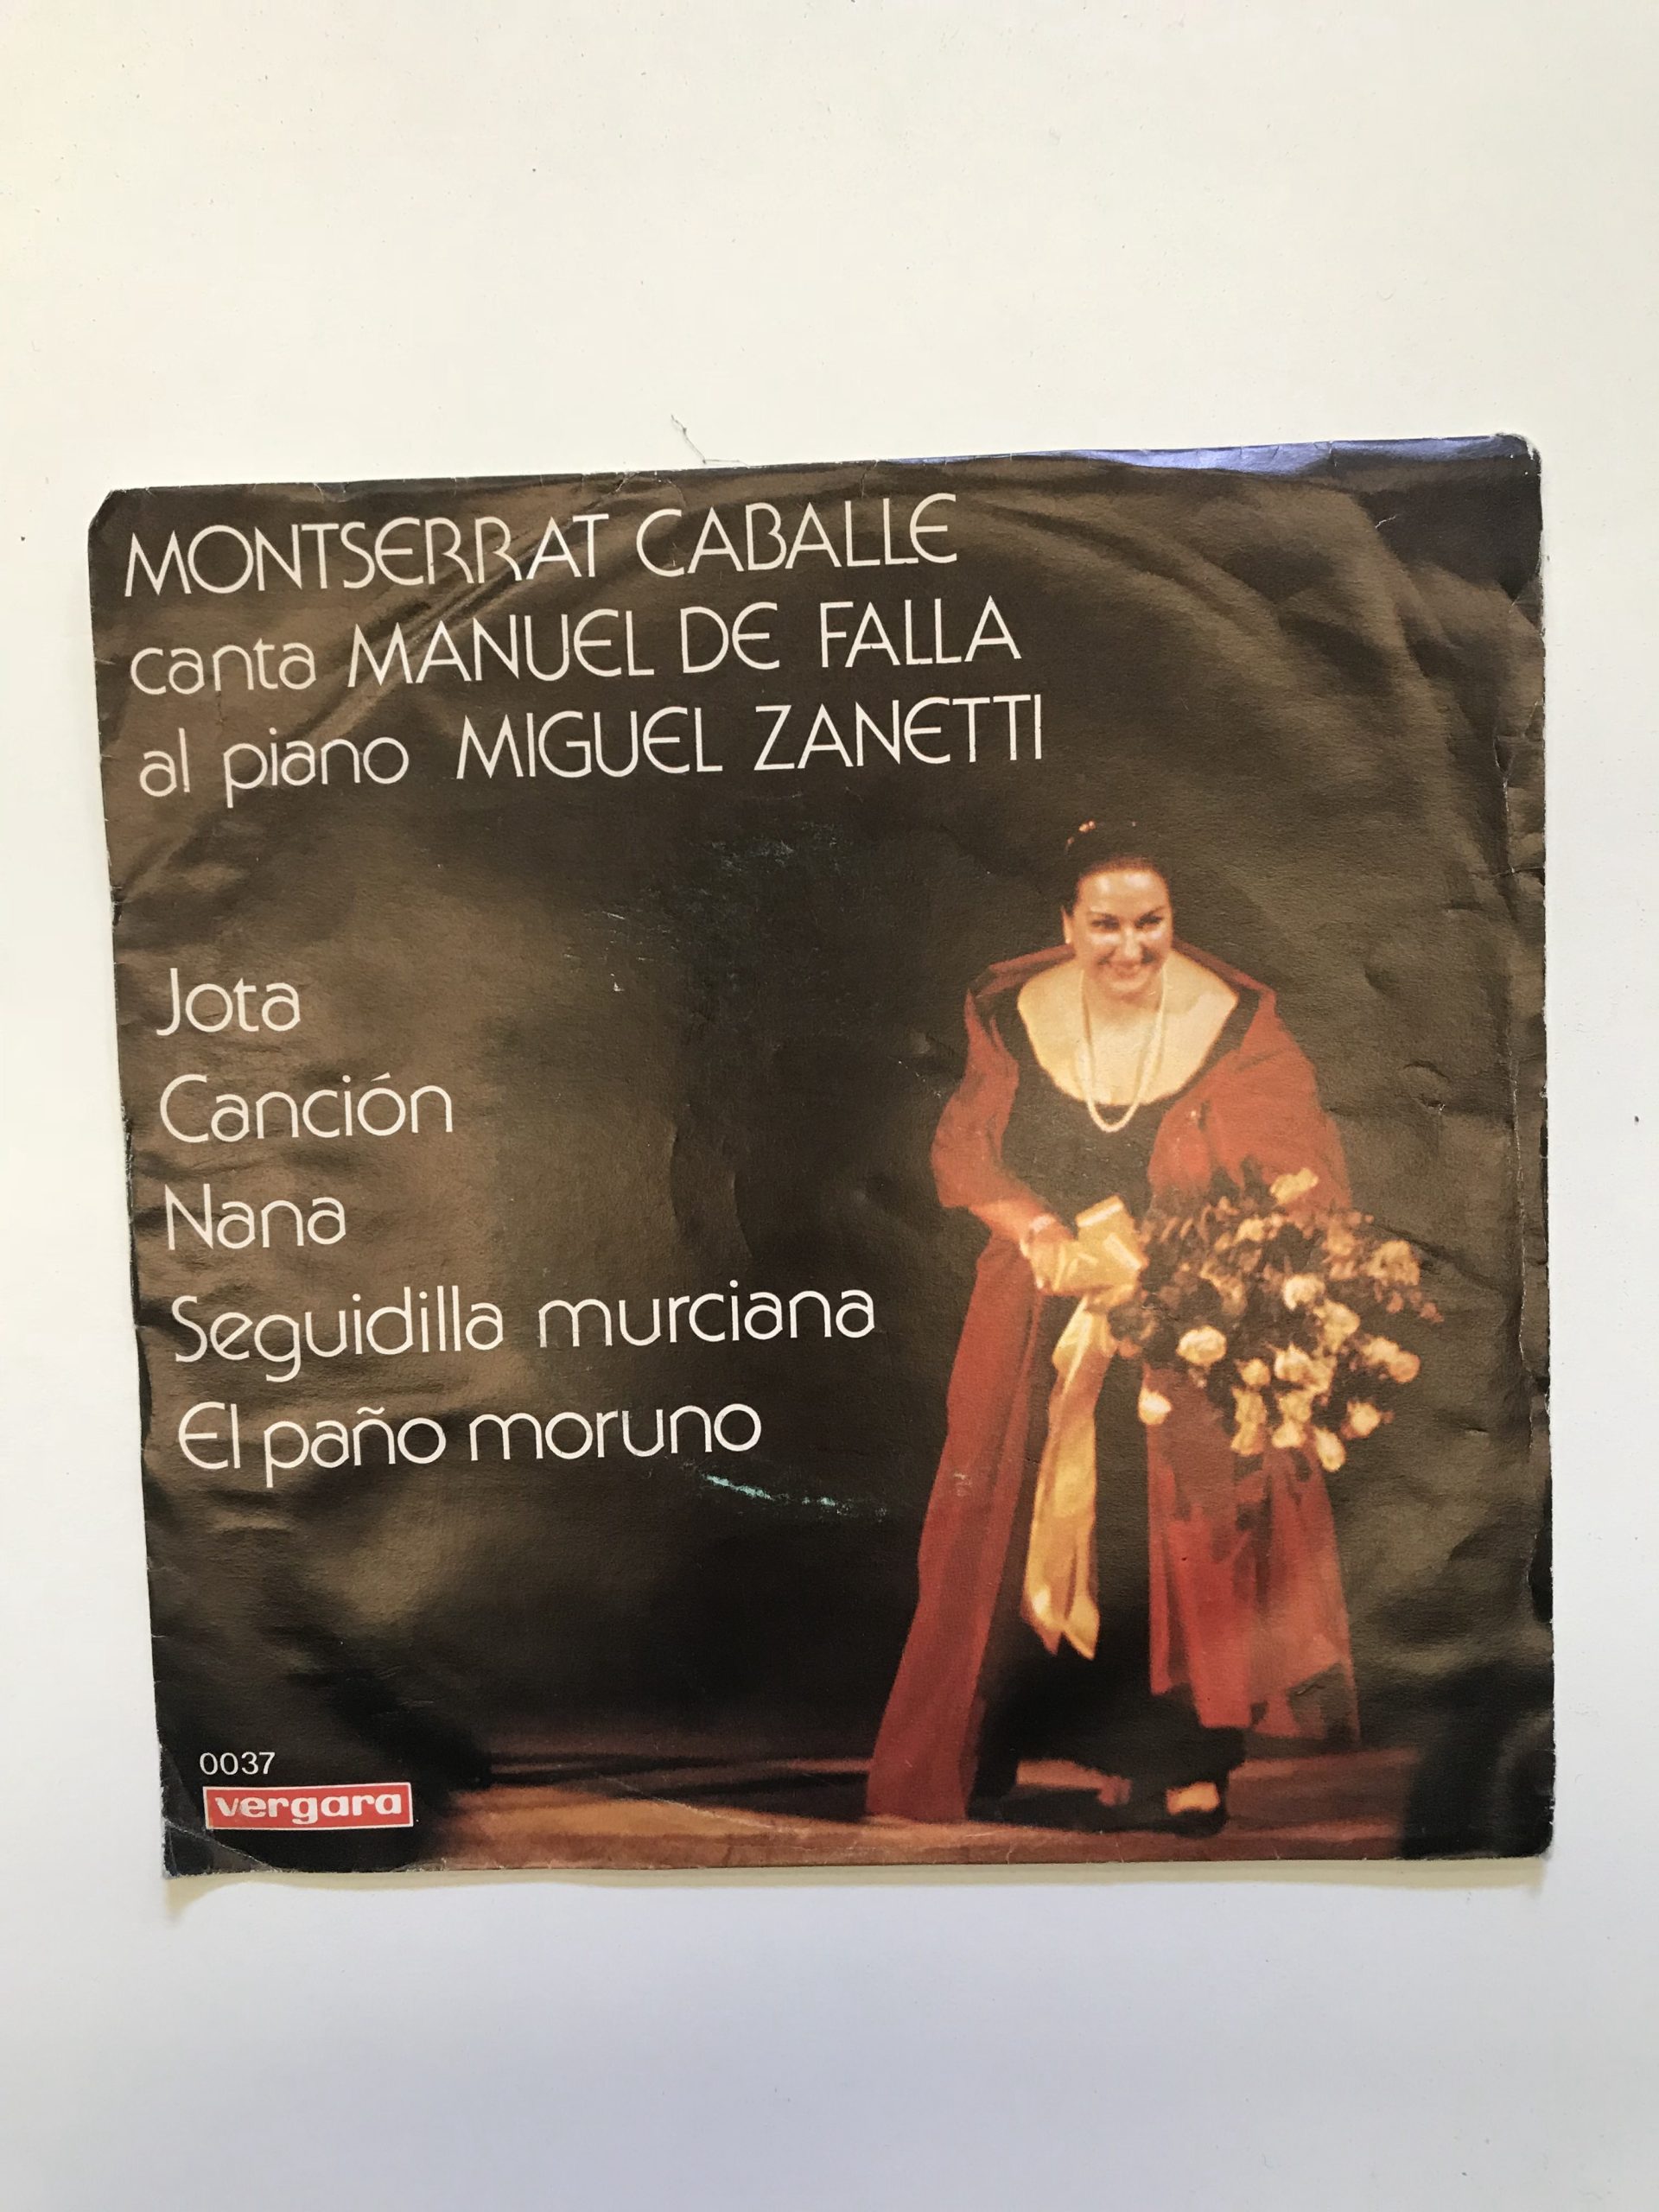 MONTSERRAT CABALLE
canta MANUEL DE FALLA
al piano MIGUEL ZANETTI
Jota
Canción
Nana
Seguidilla murciana
El paño moruno
0037
vergara